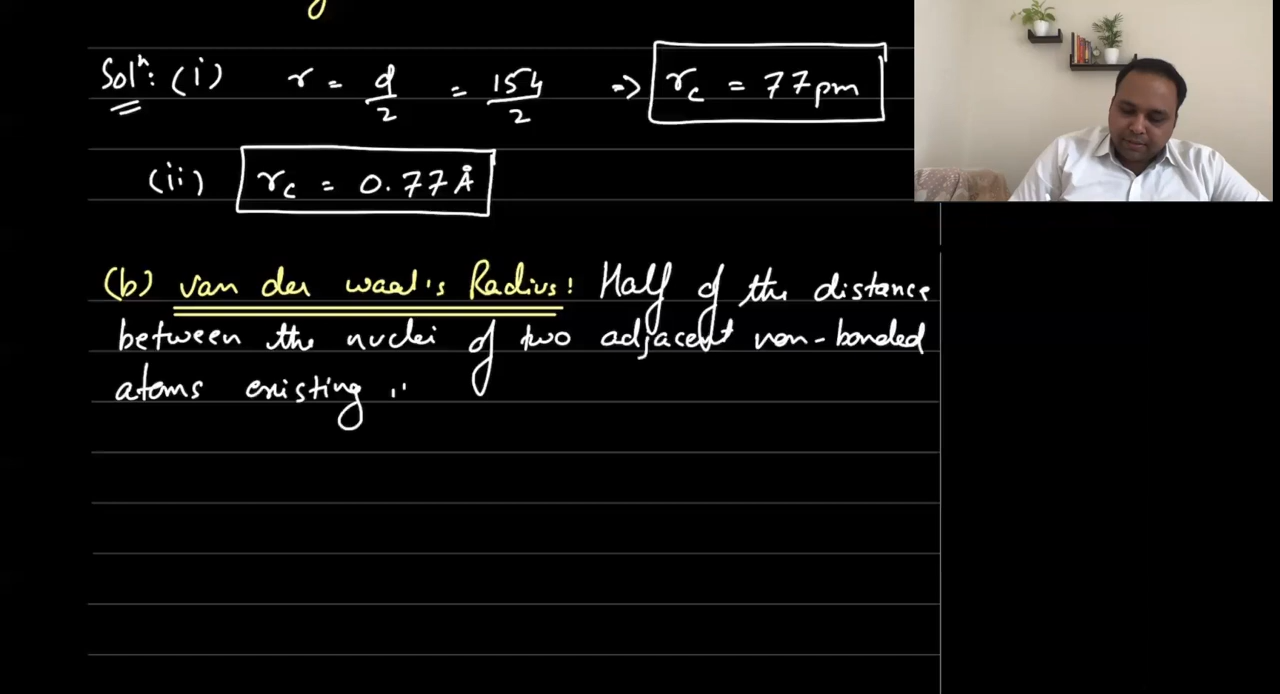 Solⁿ: (i) r = d/2 = 154/2 => r_c = 77pm
(ii) r_c = 0.77Å
(b) van der waal's Radius: Half of the distance
between the nuclei of two adjacent non-bonded
atoms existing